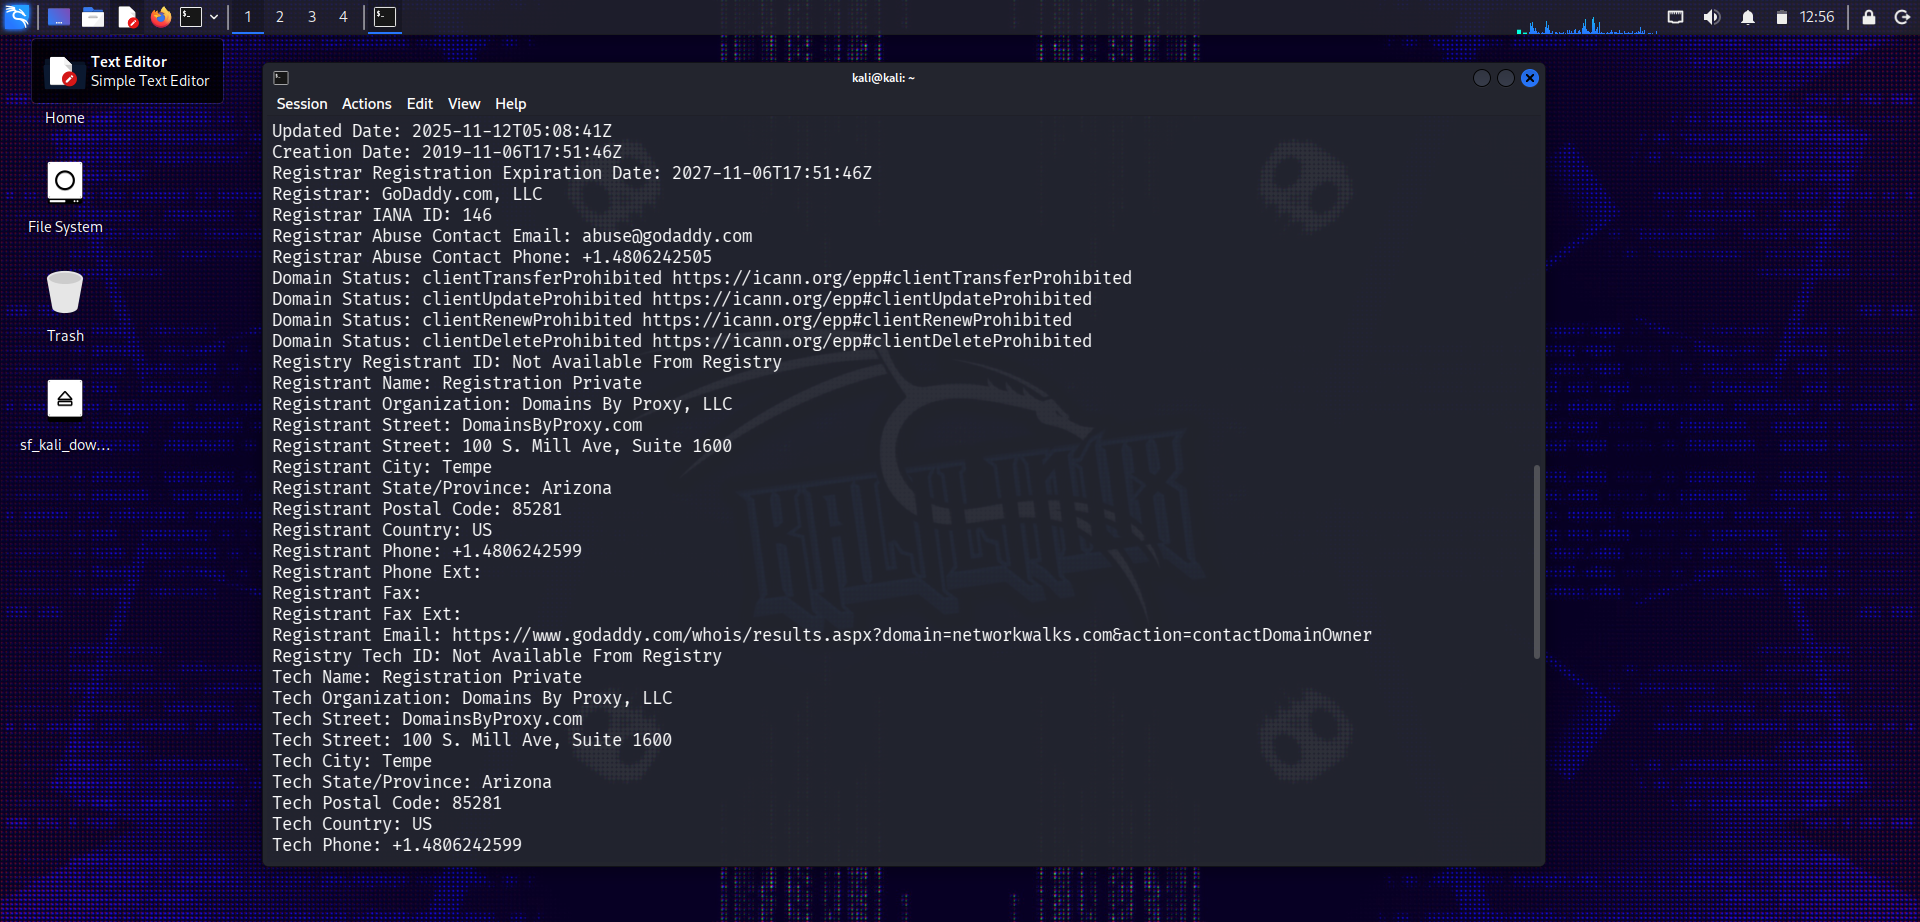 1 2 3 4
12:56
Text Editor
Simple Text Editor
Home
File System
Trash
sf_kali_dow...
kali@kali: ~
Session Actions Edit View Help
Updated Date: 2025-11-12T05:08:41Z
Creation Date: 2019-11-06T17:51:46Z
Registrar Registration Expiration Date: 2027-11-06T17:51:46Z
Registrar: GoDaddy.com, LLC
Registrar IANA ID: 146
Registrar Abuse Contact Email: abuse@godaddy.com
Registrar Abuse Contact Phone: +1.4806242505
Domain Status: clientTransferProhibited https://icann.org/epp#clientTransferProhibited
Domain Status: clientUpdateProhibited https://icann.org/epp#clientUpdateProhibited
Domain Status: clientRenewProhibited https://icann.org/epp#clientRenewProhibited
Domain Status: clientDeleteProhibited https://icann.org/epp#clientDeleteProhibited
Registry Registrant ID: Not Available From Registry
Registrant Name: Registration Private
Registrant Organization: Domains By Proxy, LLC
Registrant Street: DomainsByProxy.com
Registrant Street: 100 S. Mill Ave, Suite 1600
Registrant City: Tempe
Registrant State/Province: Arizona
Registrant Postal Code: 85281
Registrant Country: US
Registrant Phone: +1.4806242599
Registrant Phone Ext:
Registrant Fax:
Registrant Fax Ext:
Registrant Email: https://www.godaddy.com/whois/results.aspx?domain=networkwalks.com&action=contactDomainOwner
Registry Tech ID: Not Available From Registry
Tech Name: Registration Private
Tech Organization: Domains By Proxy, LLC
Tech Street: DomainsByProxy.com
Tech Street: 100 S. Mill Ave, Suite 1600
Tech City: Tempe
Tech State/Province: Arizona
Tech Postal Code: 85281
Tech Country: US
Tech Phone: +1.4806242599
KALI LINUX